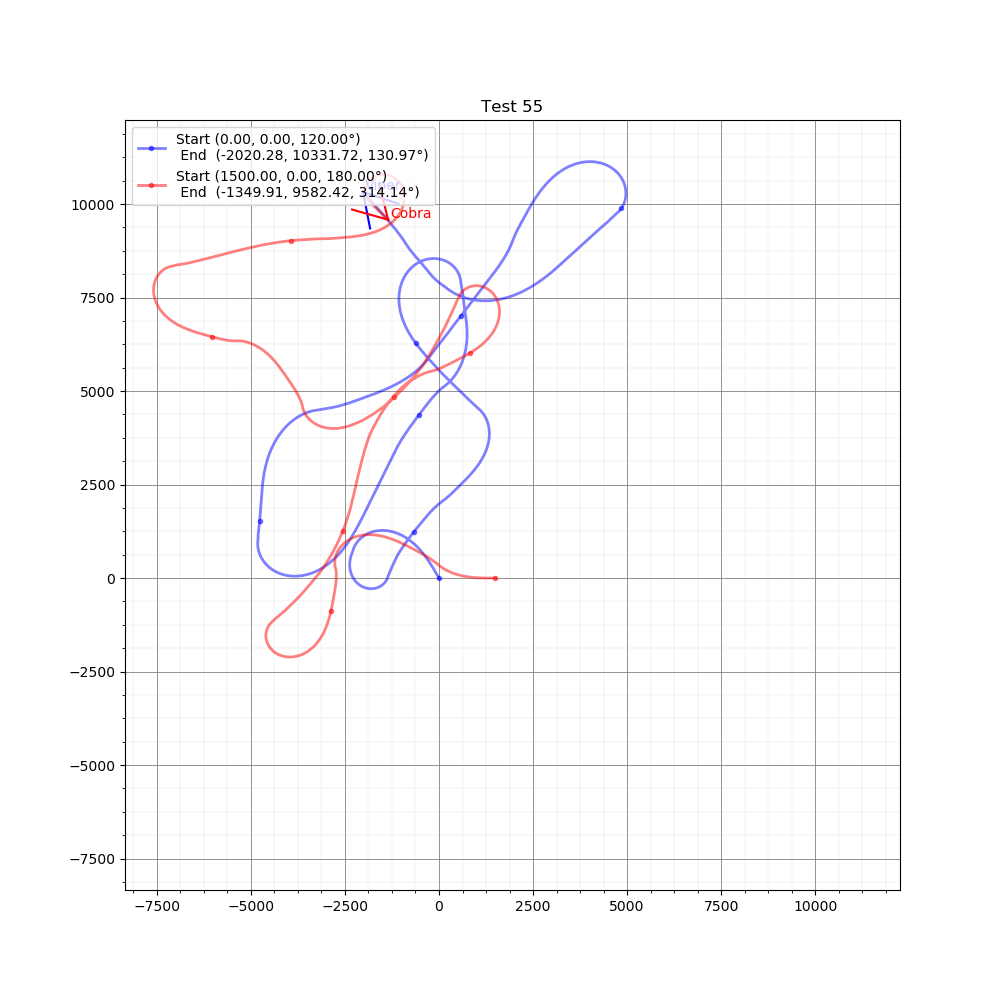 Test 55
Start (0.00, 0.00, 120.00°)
End (-2020.28, 10331.72, 130.97°)
Start (1500.00, 0.00, 180.00°)
End (-1349.91, 9582.42, 314.14°)
Cobra
10000
7500
5000
2500
0
−2500
−5000
−7500
−7500 −5000 −2500 0 2500 5000 7500 10000